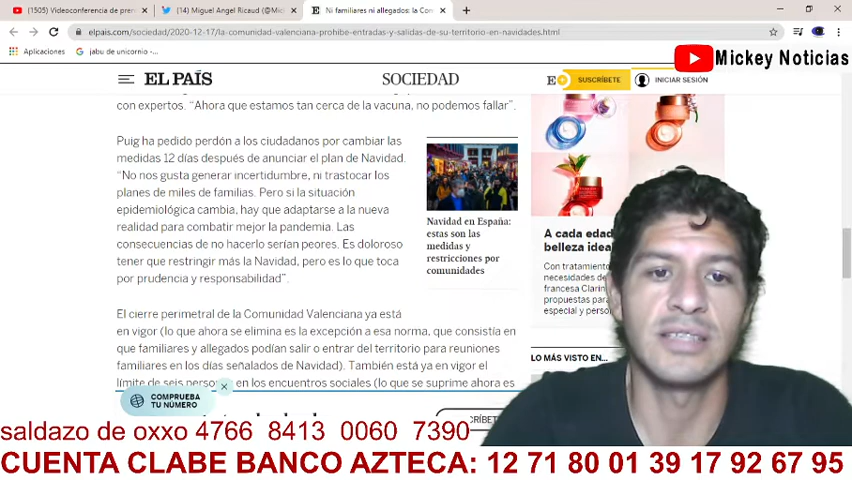 (1505) Videoconferencia de pren
(14) Miguel Angel Ricaud (@Mic
Ni familiares ni allegados: la Con
elpais.com/sociedad/2020-12-17/la-comunidad-valenciana-prohibe-entradas-y-salidas-de-su-territorio-en-navidades.html
Aplicaciones
jabu de unicornio -...
Mickey Noticias
EL PAÍS
SOCIEDAD
SUSCRÍBETE
INICIAR SESIÓN
con expertos. “Ahora que estamos tan cerca de la vacuna, no podemos fallar”.
Puig ha pedido perdón a los ciudadanos por cambiar las
medidas 12 días después de anunciar el plan de Navidad.
“No nos gusta generar incertidumbre, ni trastocar los
planes de miles de familias. Pero si la situación
epidemiológica cambia, hay que adaptarse a la nueva
realidad para combatir mejor la pandemia. Las
consecuencias de no hacerlo serían peores. Es doloroso
tener que restringir más la Navidad, pero es lo que toca
por prudencia y responsabilidad”.
Navidad en España:
estas son las
medidas y
restricciones por
comunidades
El cierre perimetral de la Comunidad Valenciana ya está
en vigor (lo que ahora se elimina es la excepción a esa norma, que consistía en
que familiares y allegados podían salir o entrar del territorio para reuniones
familiares en los días señalados de Navidad). También está ya en vigor el
límite de seis en los encuentros sociales (lo que se suprime ahora es
A cada edad
belleza idea
Con tratamient
necesidades de
francesa Clarin
propuestas para
especial y perso
LO MÁS VISTO EN...
COMPRUEBA
TU NÚMERO
saldazo de oxxo 4766 8413 0060 7390
CUENTA CLABE BANCO AZTECA: 12 71 80 01 39 17 92 67 95